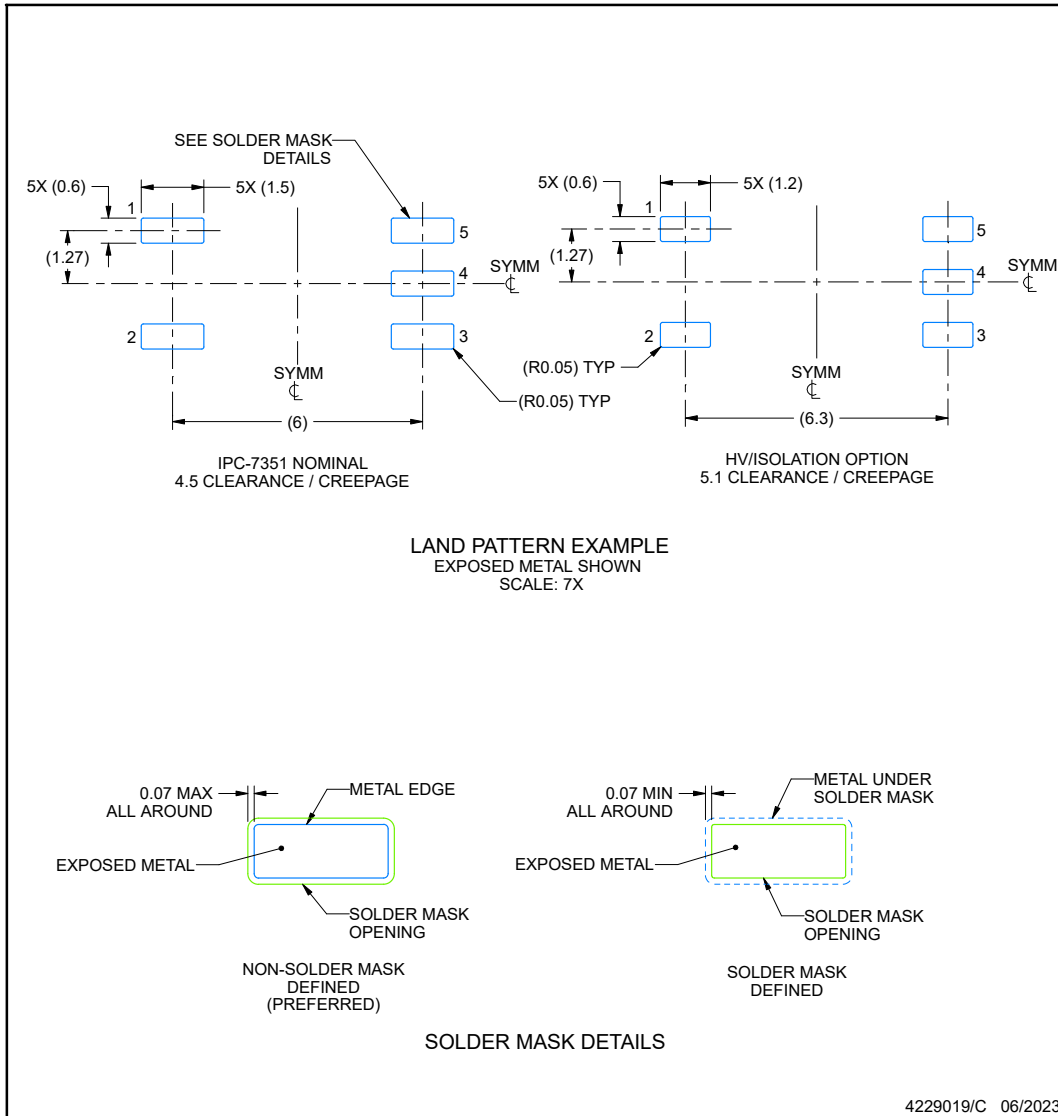 SEE SOLDER MASK
DETAILS
5X (0.6)
5X (1.5)
1
5
(1.27)
4
SYMM
℄
2
3
SYMM
℄
(R0.05) TYP
(6)
IPC-7351 NOMINAL
4.5 CLEARANCE / CREEPAGE
5X (0.6)
5X (1.2)
1
5
(1.27)
4
SYMM
℄
2
3
(R0.05) TYP
SYMM
℄
(6.3)
HV/ISOLATION OPTION
5.1 CLEARANCE / CREEPAGE
LAND PATTERN EXAMPLE
EXPOSED METAL SHOWN
SCALE: 7X
0.07 MAX
ALL AROUND
METAL EDGE
EXPOSED METAL
SOLDER MASK
OPENING
NON-SOLDER MASK
DEFINED
(PREFERRED)
0.07 MIN
ALL AROUND
METAL UNDER
SOLDER MASK
EXPOSED METAL
SOLDER MASK
OPENING
SOLDER MASK
DEFINED
SOLDER MASK DETAILS
4229019/C 06/2023